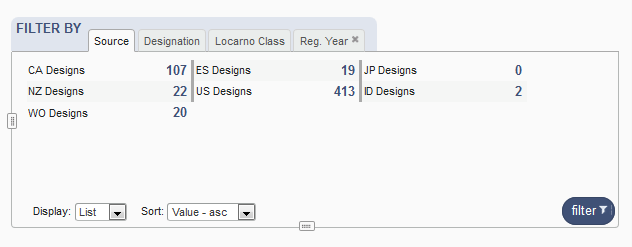 FILTER BY Source Designation Locarno Class Reg. Year ×
CA Designs 107 ES Designs 19 JP Designs 0
NZ Designs 22 US Designs 413 ID Designs 2
WO Designs 20
Display: List Sort: Value - asc filter